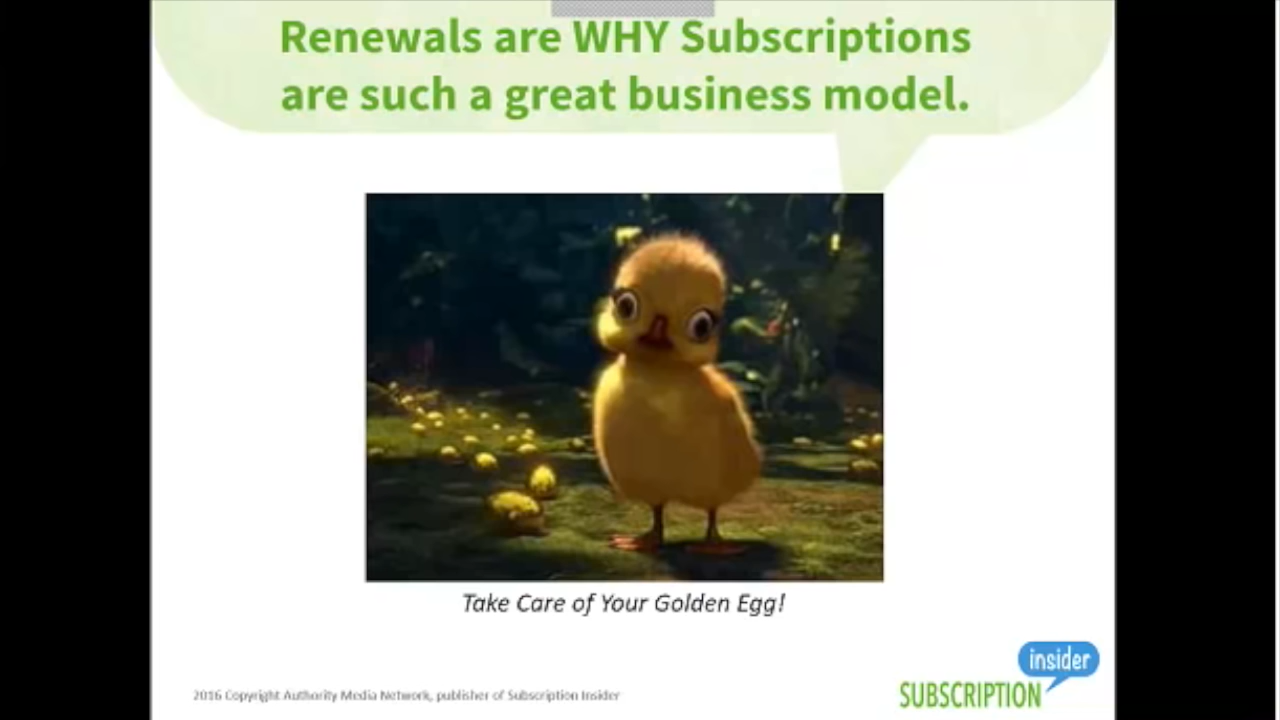 Renewals are WHY Subscriptions
are such a great business model.
Take Care of Your Golden Egg!
insider
SUBSCRIPTION
2016 Copyright Authority Media Network, publisher of Subscription Insider